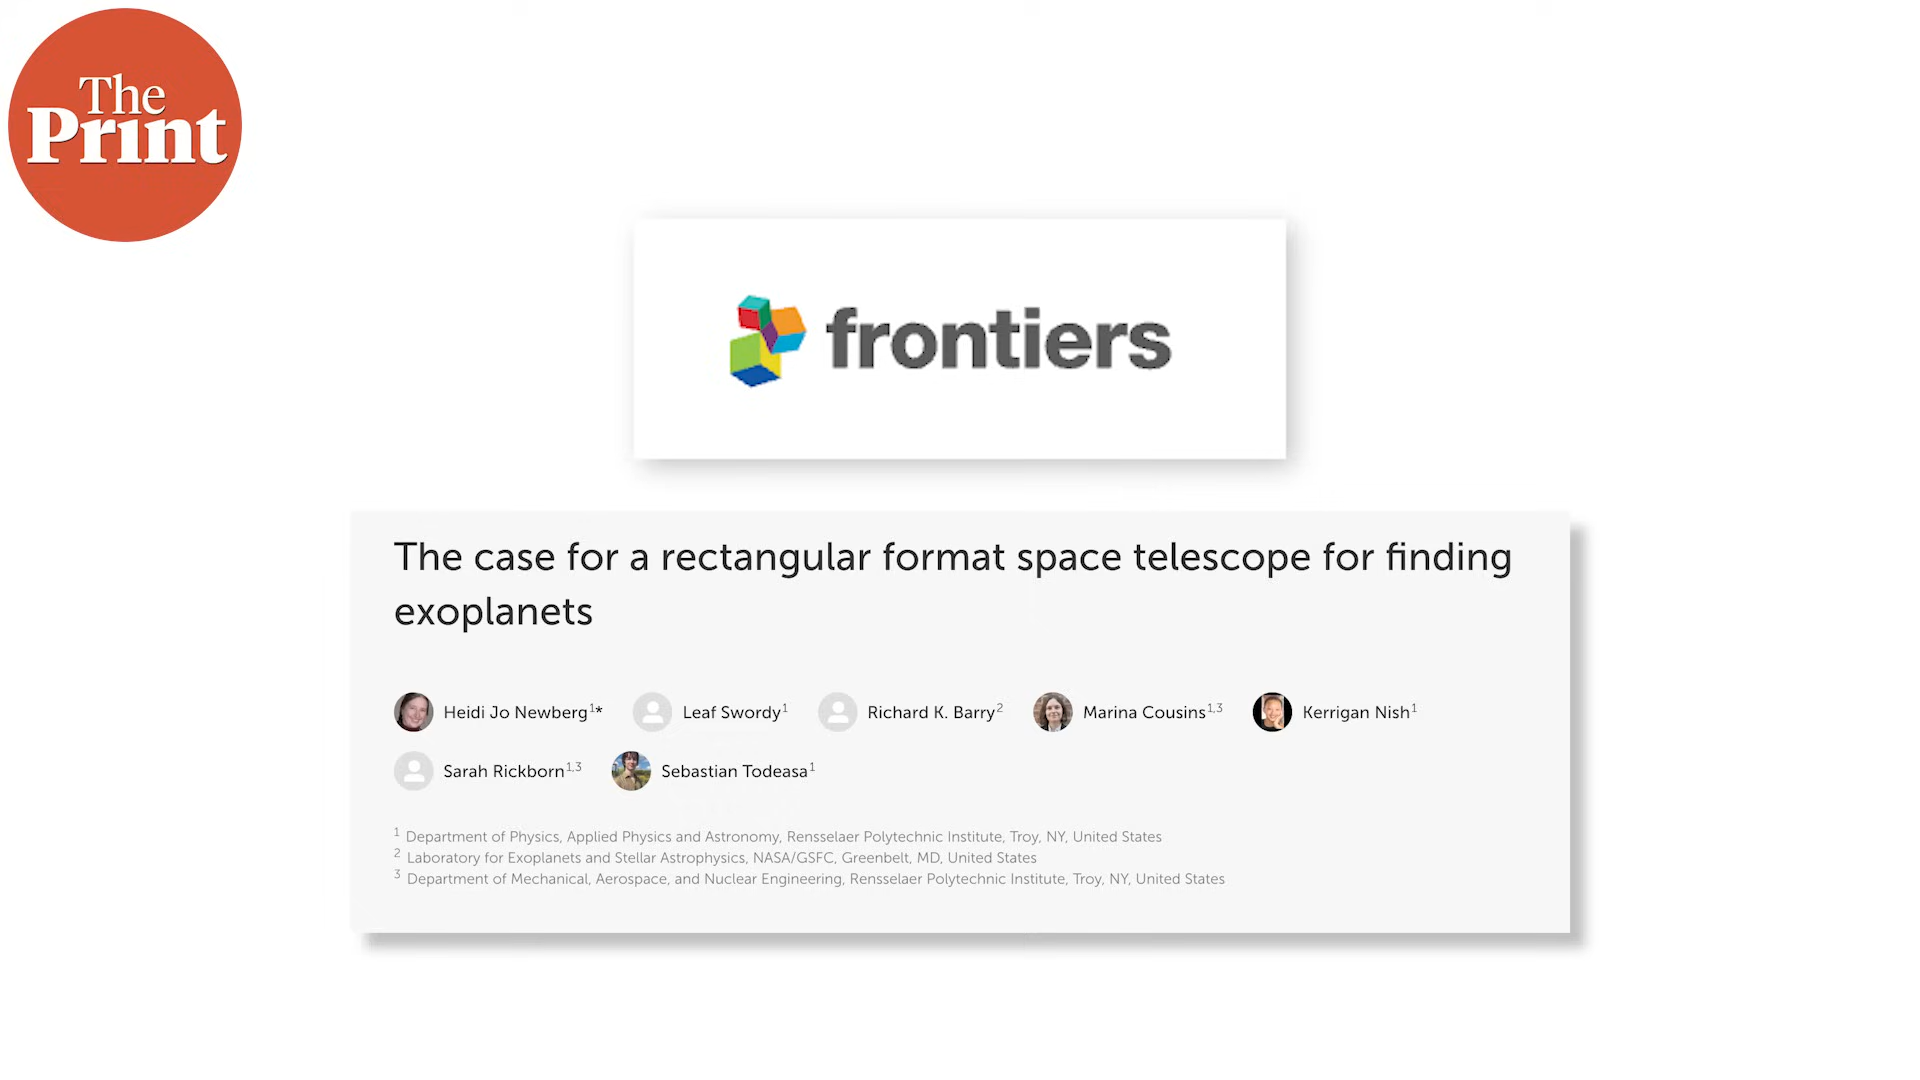 The
Print
frontiers
The case for a rectangular format space telescope for finding
exoplanets
Heidi Jo Newberg1* Leaf Swordy1 Richard K. Barry2 Marina Cousins1,3 Kerrigan Nish1
Sarah Rickborn1,3 Sebastian Todeasa1
1 Department of Physics, Applied Physics and Astronomy, Rensselaer Polytechnic Institute, Troy, NY, United States
2 Laboratory for Exoplanets and Stellar Astrophysics, NASA/GSFC, Greenbelt, MD, United States
3 Department of Mechanical, Aerospace, and Nuclear Engineering, Rensselaer Polytechnic Institute, Troy, NY, United States